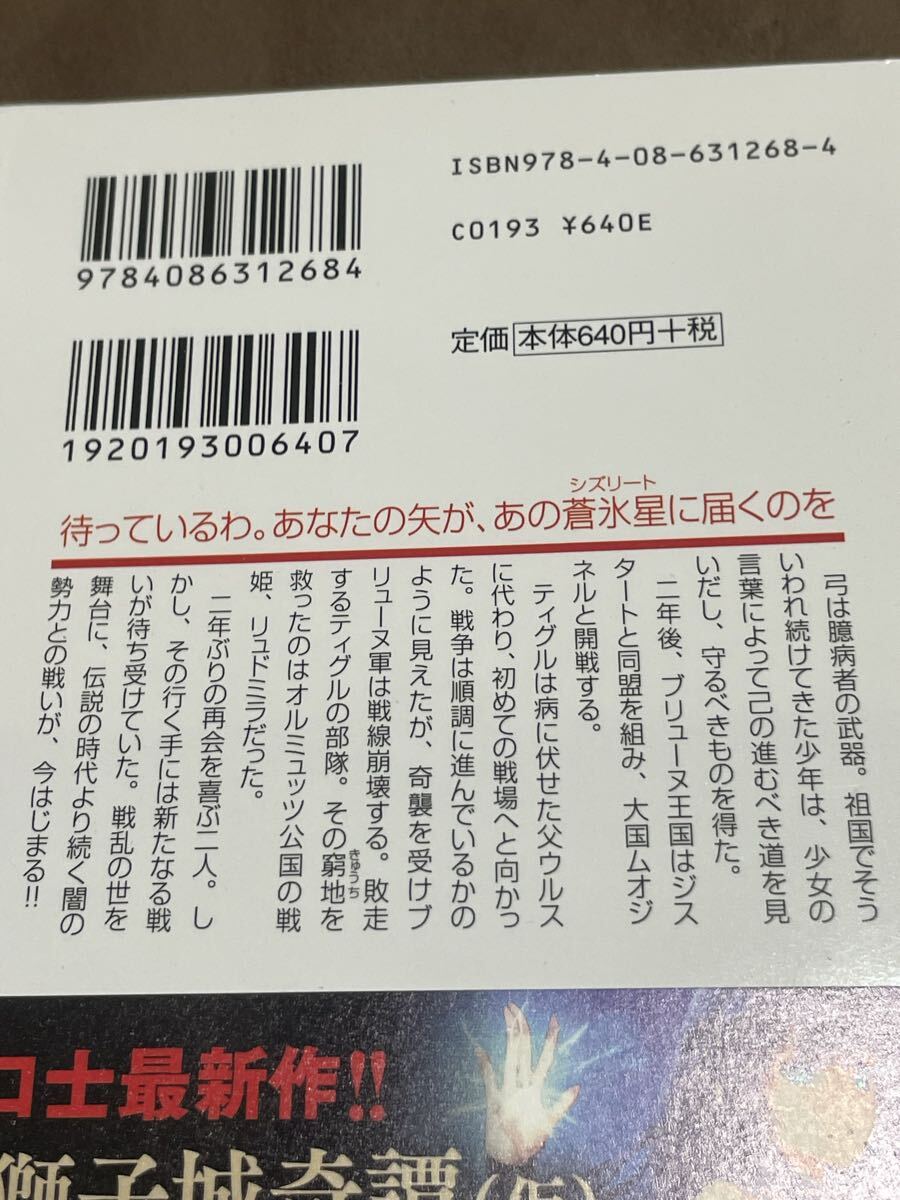 ISBN978-4-08-631268-4
C0193 ¥640E
9784086312684
定価 本体640円十税
1920193006407
シズリート
待っているわ。あなたの矢が、あの蒼氷星に届くのを
弓は臆病者の武器。祖国でそう
いわれ続けてきた少年は、少女の
言葉によって己の進むべき道を見
いだし、守るべきものを得た。
二年後、ブリューヌ王国はジス
タートと同盟を組み、大国ムオジ
ネルと開戦する。
ティグルは病に伏せた父ウルス
に代わり、初めての戦場へと向かっ
た。戦争は順調に進んでいるかの
ように見えたが、奇襲を受けブ
リューヌ軍は戦線崩壊する。敗走
するティグルの部隊。その窮地を
きゅうち
救ったのはオルミュッツ公国の戦
姫、リュドミラだった。
二年ぶりの再会を喜ぶ二人。し
かし、その行く手には新たなる戦
いが待ち受けていた。戦乱の世を
舞台に、伝説の時代より続く闇の
勢力との戦いが、今はじまる!!
口士最新作!!
獅子城奇譚(仮)